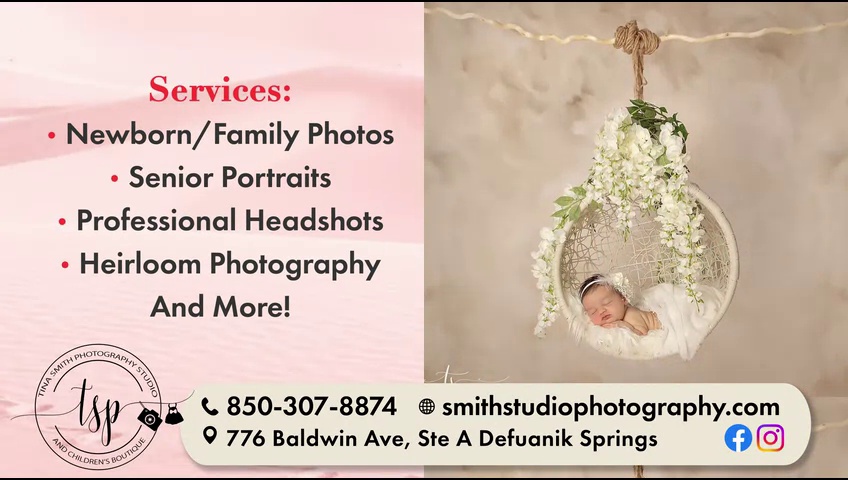 Services:
• Newborn/Family Photos
• Senior Portraits
• Professional Headshots
• Heirloom Photography
And More!
TINA SMITH PHOTOGRAPHY STUDIO
tsp
AND CHILDREN'S BOUTIQUE
850-307-8874 smithstudiophotography.com
776 Baldwin Ave, Ste A Defuanik Springs